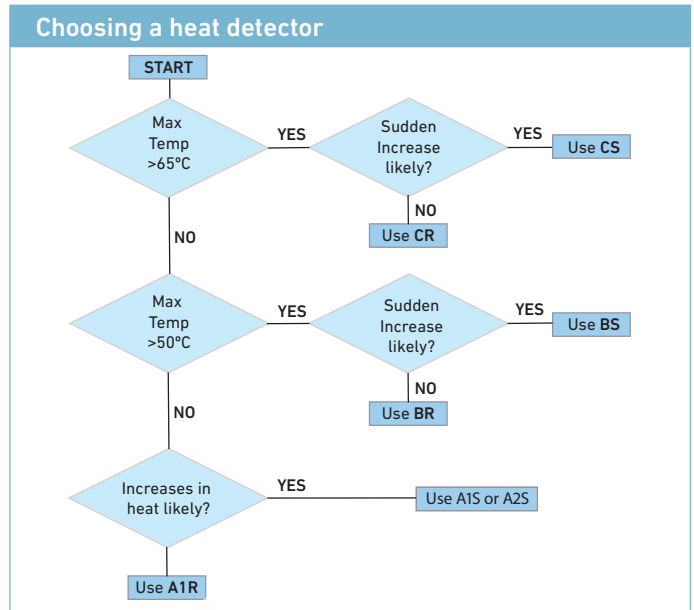 Choosing a heat detector
START
Max
Temp
>65ºC
YES
Sudden
Increase
likely?
YES
Use CS
NO
Use CR
NO
Max
Temp
>50ºC
YES
Sudden
Increase
likely?
YES
Use BS
NO
Use BR
NO
Increases in
heat likely?
YES
Use A1S or A2S
Use A1R